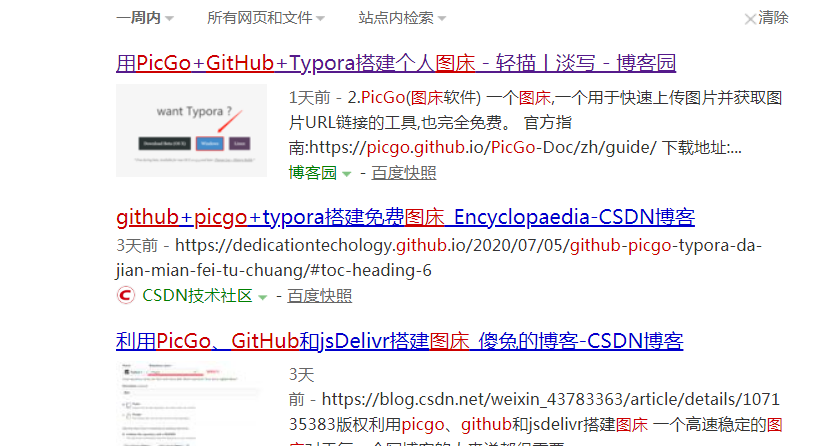 一周内 所有网页和文件 站点内检索 清除
用PicGo+GitHub+Typora搭建个人图床 - 轻描丨淡写 - 博客园
want Typora ?
1天前 - 2.PicGo(图床软件) 一个图床,一个用于快速上传图片并获取图
片URL链接的工具,也完全免费。 官方指
南:https://picgo.github.io/PicGo-Doc/zh/guide/ 下载地址:...
博客园 - 百度快照
github+picgo+typora搭建免费图床_Encyclopaedia-CSDN博客
3天前 - https://dedicationtechology.github.io/2020/07/05/github-picgo-typora-da-
jian-mian-fei-tu-chuang/#toc-heading-6
CSDN技术社区 - 百度快照
利用PicGo、GitHub和jsDelivr搭建图床_傻兔的博客-CSDN博客
3天
前 - https://blog.csdn.net/weixin_43783363/article/details/1071
35383版权利用picgo、github和jsdelivr搭建图床 一个高速稳定的图